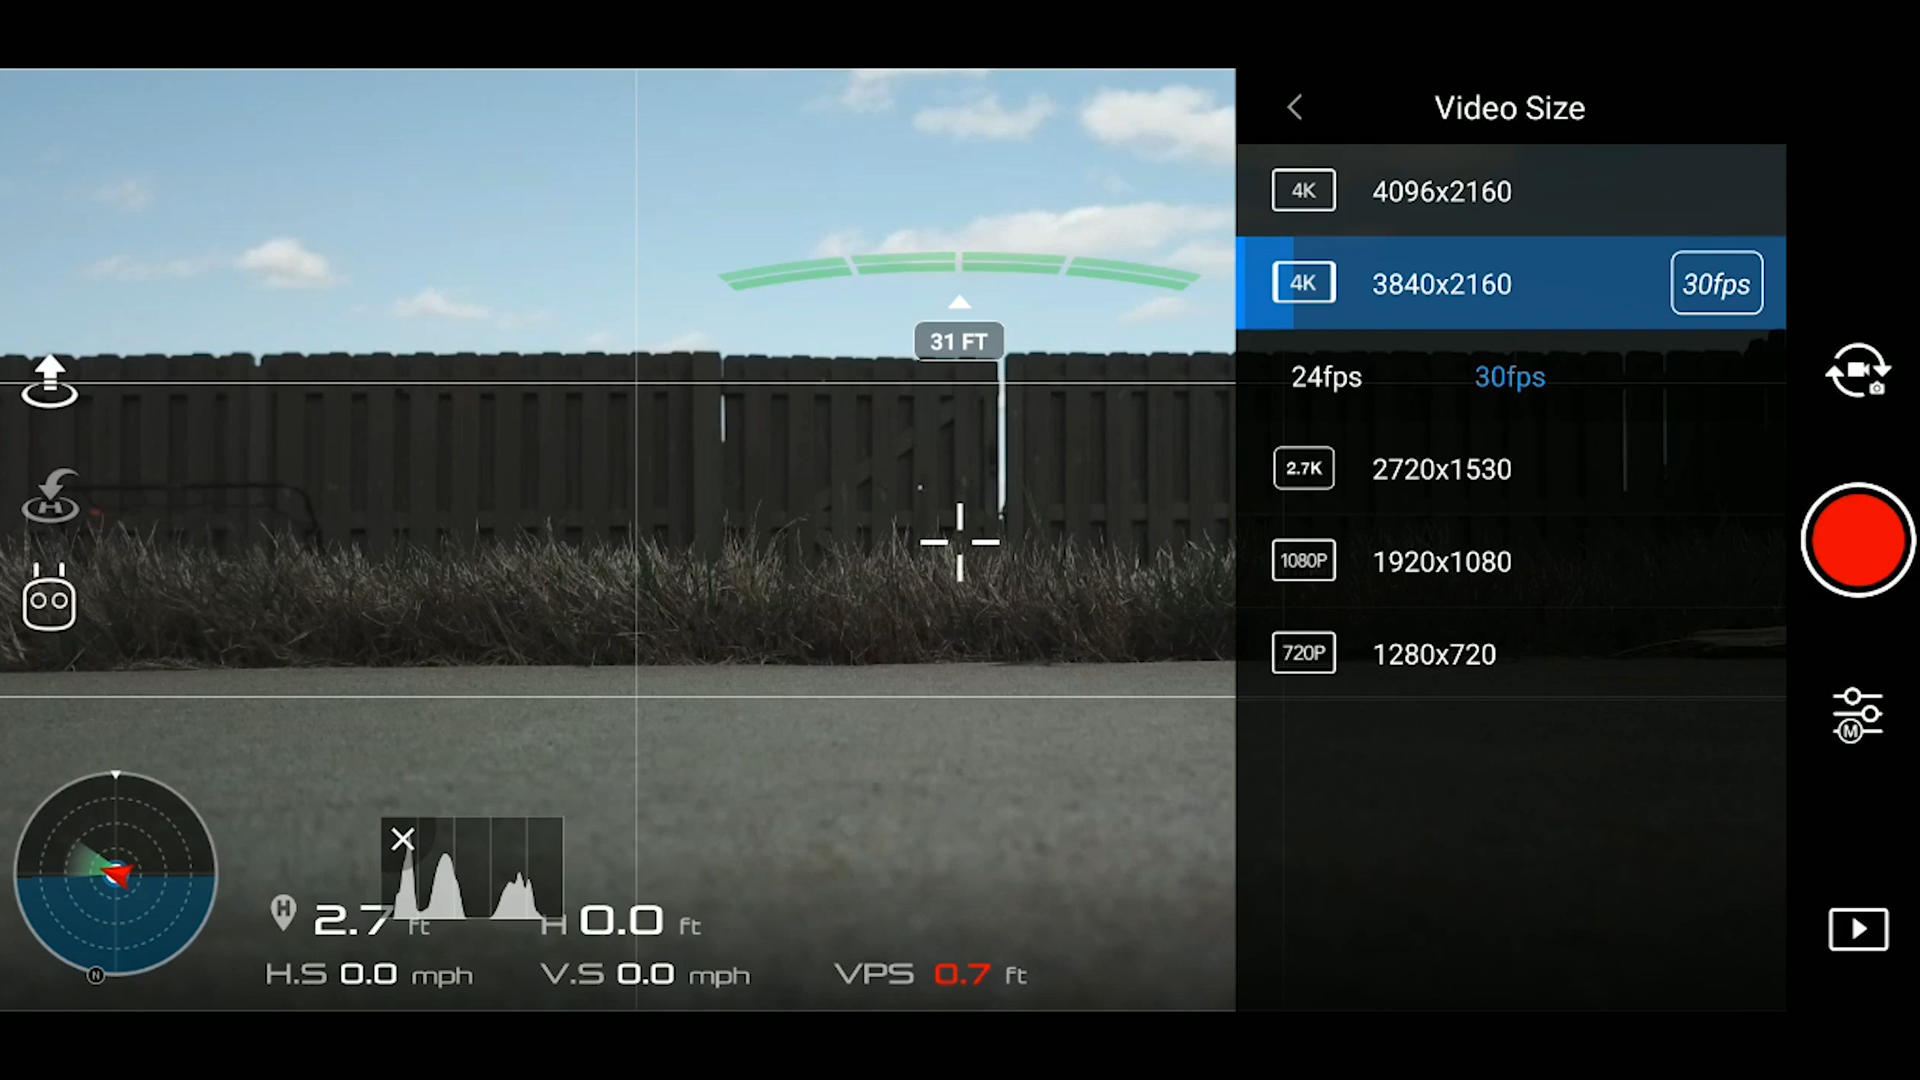 Video Size
4K 4096x2160
4K 3840x2160 30fps
24fps 30fps
2.7K 2720x1530
1080P 1920x1080
720P 1280x720
31 FT
H
H 2.7 ft H 0.0 ft
H.S 0.0 mph V.S 0.0 mph VPS 0.7 ft
N
M